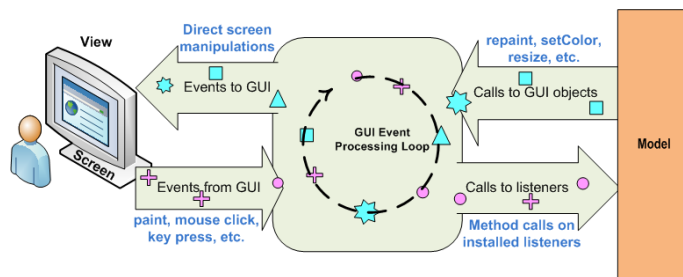 View
Direct screen
manipulations
Events to GUI
Screen
Events from GUI
paint, mouse click,
key press, etc.
GUI Event
Processing Loop
repaint, setColor,
resize, etc.
Calls to GUI objects
Calls to listeners
Method calls on
installed listeners
Model